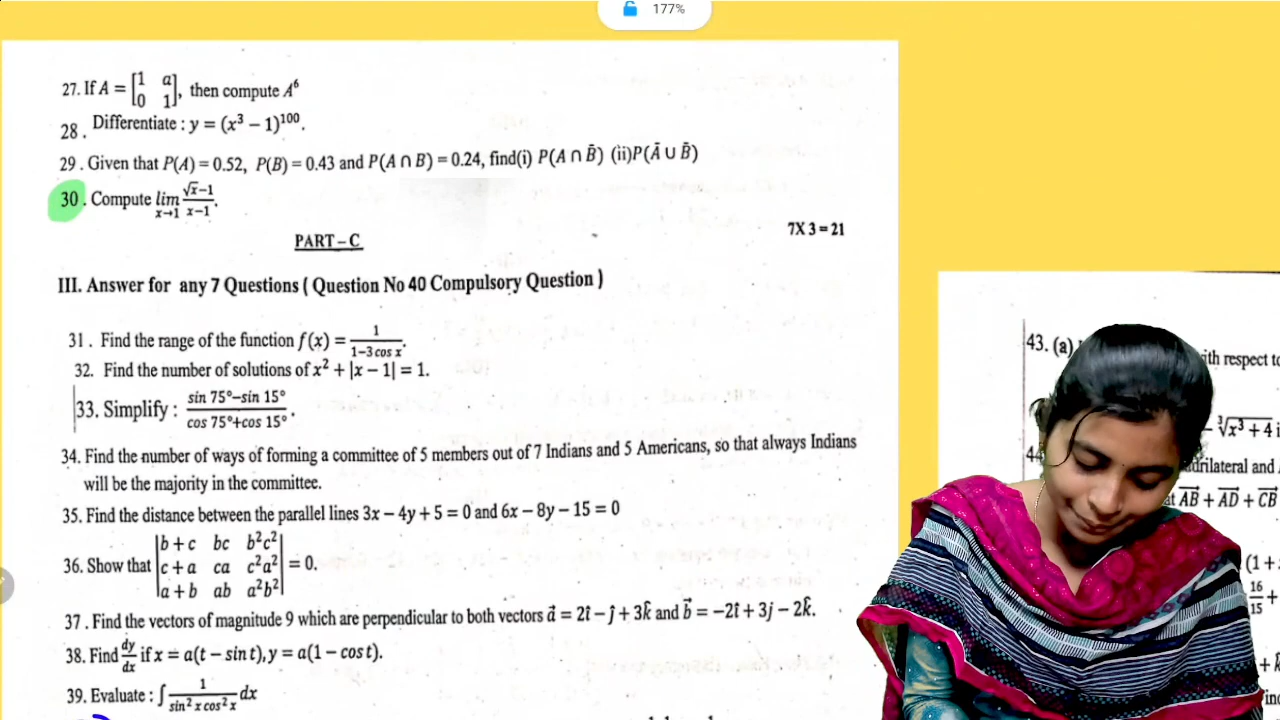 177%
27. If A = [1 a
0 1], then compute A⁶
28. Differentiate : y = (x³ – 1)¹⁰⁰.
29. Given that P(A) = 0.52, P(B) = 0.43 and P(A ∩ B) = 0.24, find(i) P(A ∩ B̄) (ii)P(Ā ∪ B̄)
30. Compute lim x→1 √x−1 / x−1.
7X 3 = 21
PART – C
III. Answer for any 7 Questions ( Question No 40 Compulsory Question )
31. Find the range of the function f(x) = 1 / 1−3 cos x.
32. Find the number of solutions of x² + |x − 1| = 1.
33. Simplify : sin 75°−sin 15° / cos 75°+cos 15°.
34. Find the number of ways of forming a committee of 5 members out of 7 Indians and 5 Americans, so that always Indians
will be the majority in the committee.
35. Find the distance between the parallel lines 3x − 4y + 5 = 0 and 6x − 8y − 15 = 0
36. Show that |b + c bc b²c²|
|c + a ca c²a²| = 0.
|a + b ab a²b²|
37. Find the vectors of magnitude 9 which are perpendicular to both vectors a⃗ = 2î − ĵ + 3k̂ and b⃗ = −2î + 3j − 2k̂.
38. Find dy/dx if x = a(t − sin t), y = a(1 − cos t).
39. Evaluate : ∫ 1 / sin² x cos² x dx
43. (a)
ith respect to
∛x³ + 4 i
drilateral and
AB⃗ + AD⃗ + CB⃗
(1 +
16/15 +